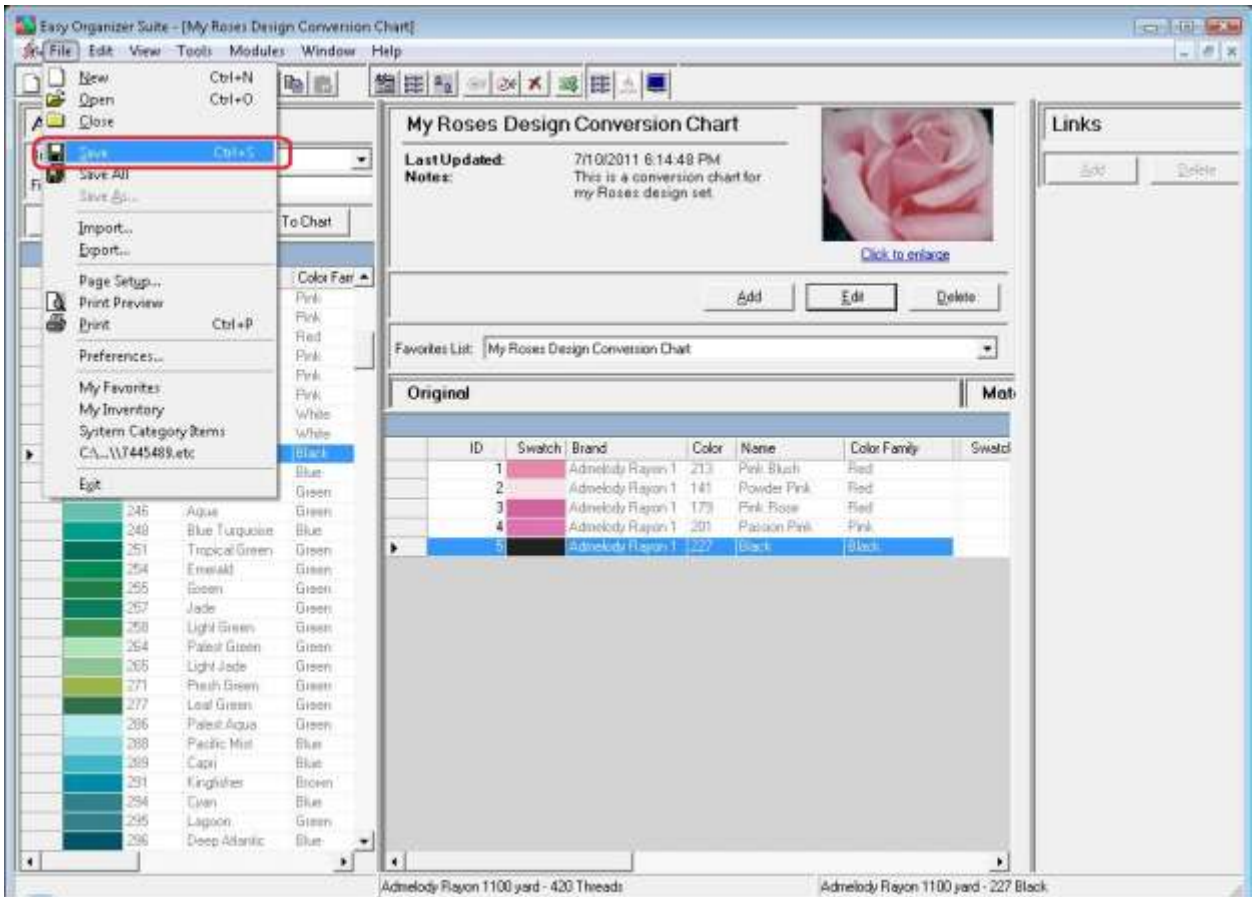 Easy Organizer Suite - [My Roses Design Conversion Chart]
File Edit View Tools Modules Window Help
New Ctrl+N
Open Ctrl+O
Close
Save Ctrl+S
Save All
Save As...
Import...
Export...
Page Setup...
Print Preview
Print Ctrl+P
Preferences...
My Favorites
My Inventory
System Category Items
C:\...\\7445489.etc
Exit
To Chart
Color Fam
Pink
Pink
Red
Pink
Pink
Pink
White
White
Black
Blue
Green
246 Aqua Green
248 Blue Turquoise Blue
251 Tropical Green Green
254 Emerald Green
255 Green Green
257 Jade Green
258 Light Green Green
264 Palest Green Green
265 Light Jade Green
271 Fresh Green Green
277 Leaf Green Green
286 Palest Aqua Green
288 Pacific Mist Blue
289 Capri Blue
291 Kingfisher Brown
294 Cyan Blue
295 Lagoon Green
296 Deep Atlantic Blue
My Roses Design Conversion Chart
Last Updated: 7/10/2011 6:14:48 PM
Notes: This is a conversion chart for
my Roses design set.
Click to enlarge
Add Edit Delete
Favorites List: My Roses Design Conversion Chart
Original Mat
ID Swatch Brand Color Name Color Family Swatcl
1 Admelody Rayon 1 213 Pink Blush Red
2 Admelody Rayon 1 141 Powder Pink Red
3 Admelody Rayon 1 179 Pink Rose Red
4 Admelody Rayon 1 201 Passion Pink Pink
5 Admelody Rayon 1 227 Black Black
Links
Add Delete
Admelody Rayon 1100 yard - 420 Threads Admelody Rayon 1100 yard - 227 Black